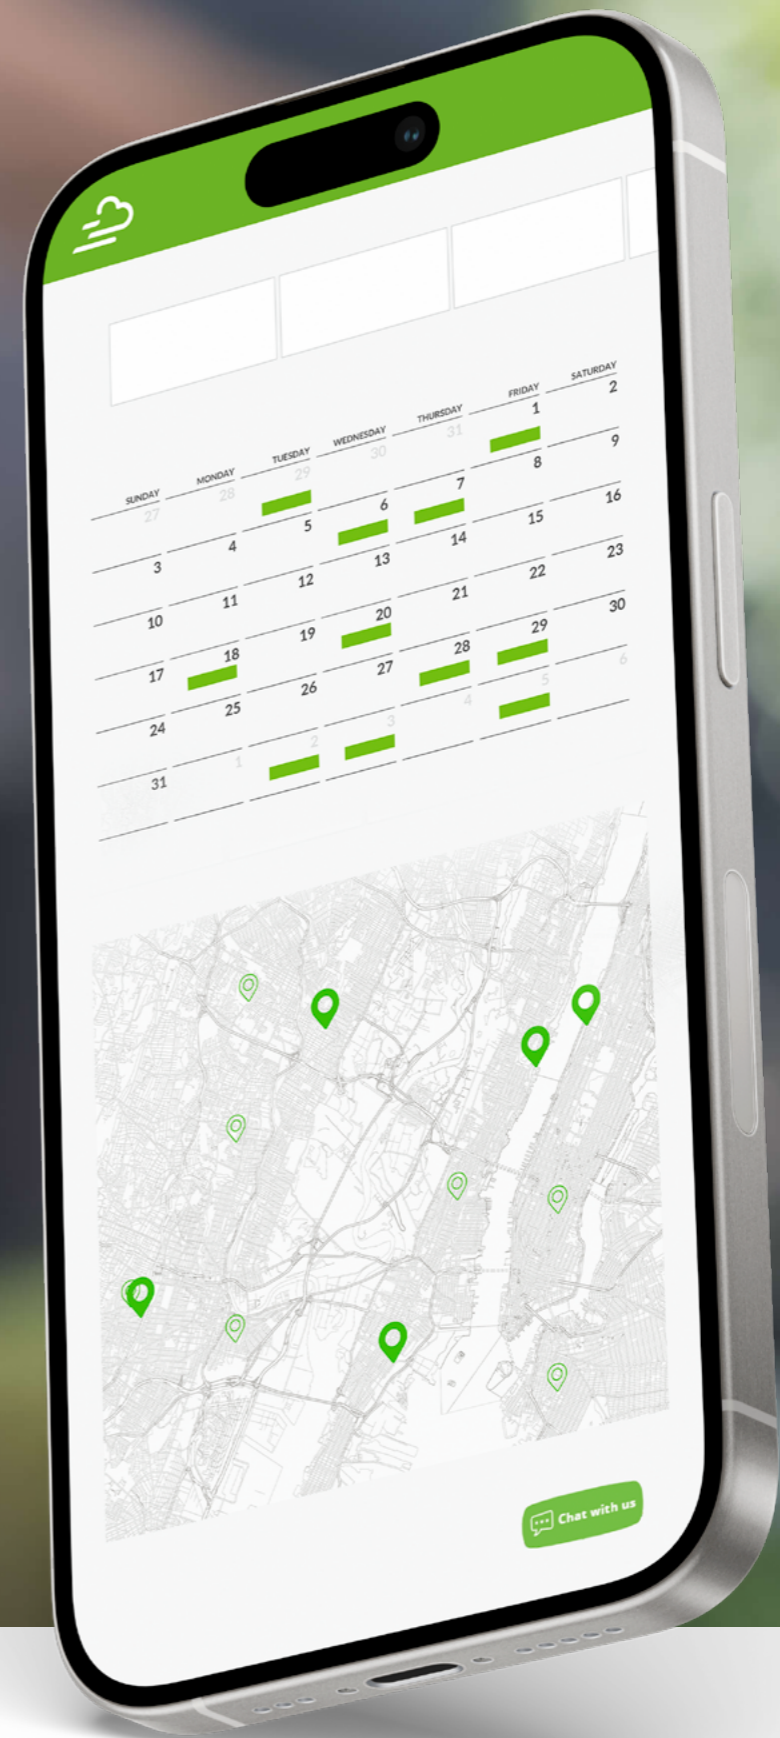 SUNDAY MONDAY TUESDAY WEDNESDAY THURSDAY FRIDAY SATURDAY
27 28 29 30 31 1 2
3 4 5 6 7 8 9
10 11 12 13 14 15 16
17 18 19 20 21 22 23
24 25 26 27 28 29 30
31 1 2 3 4 5 6
Chat with us